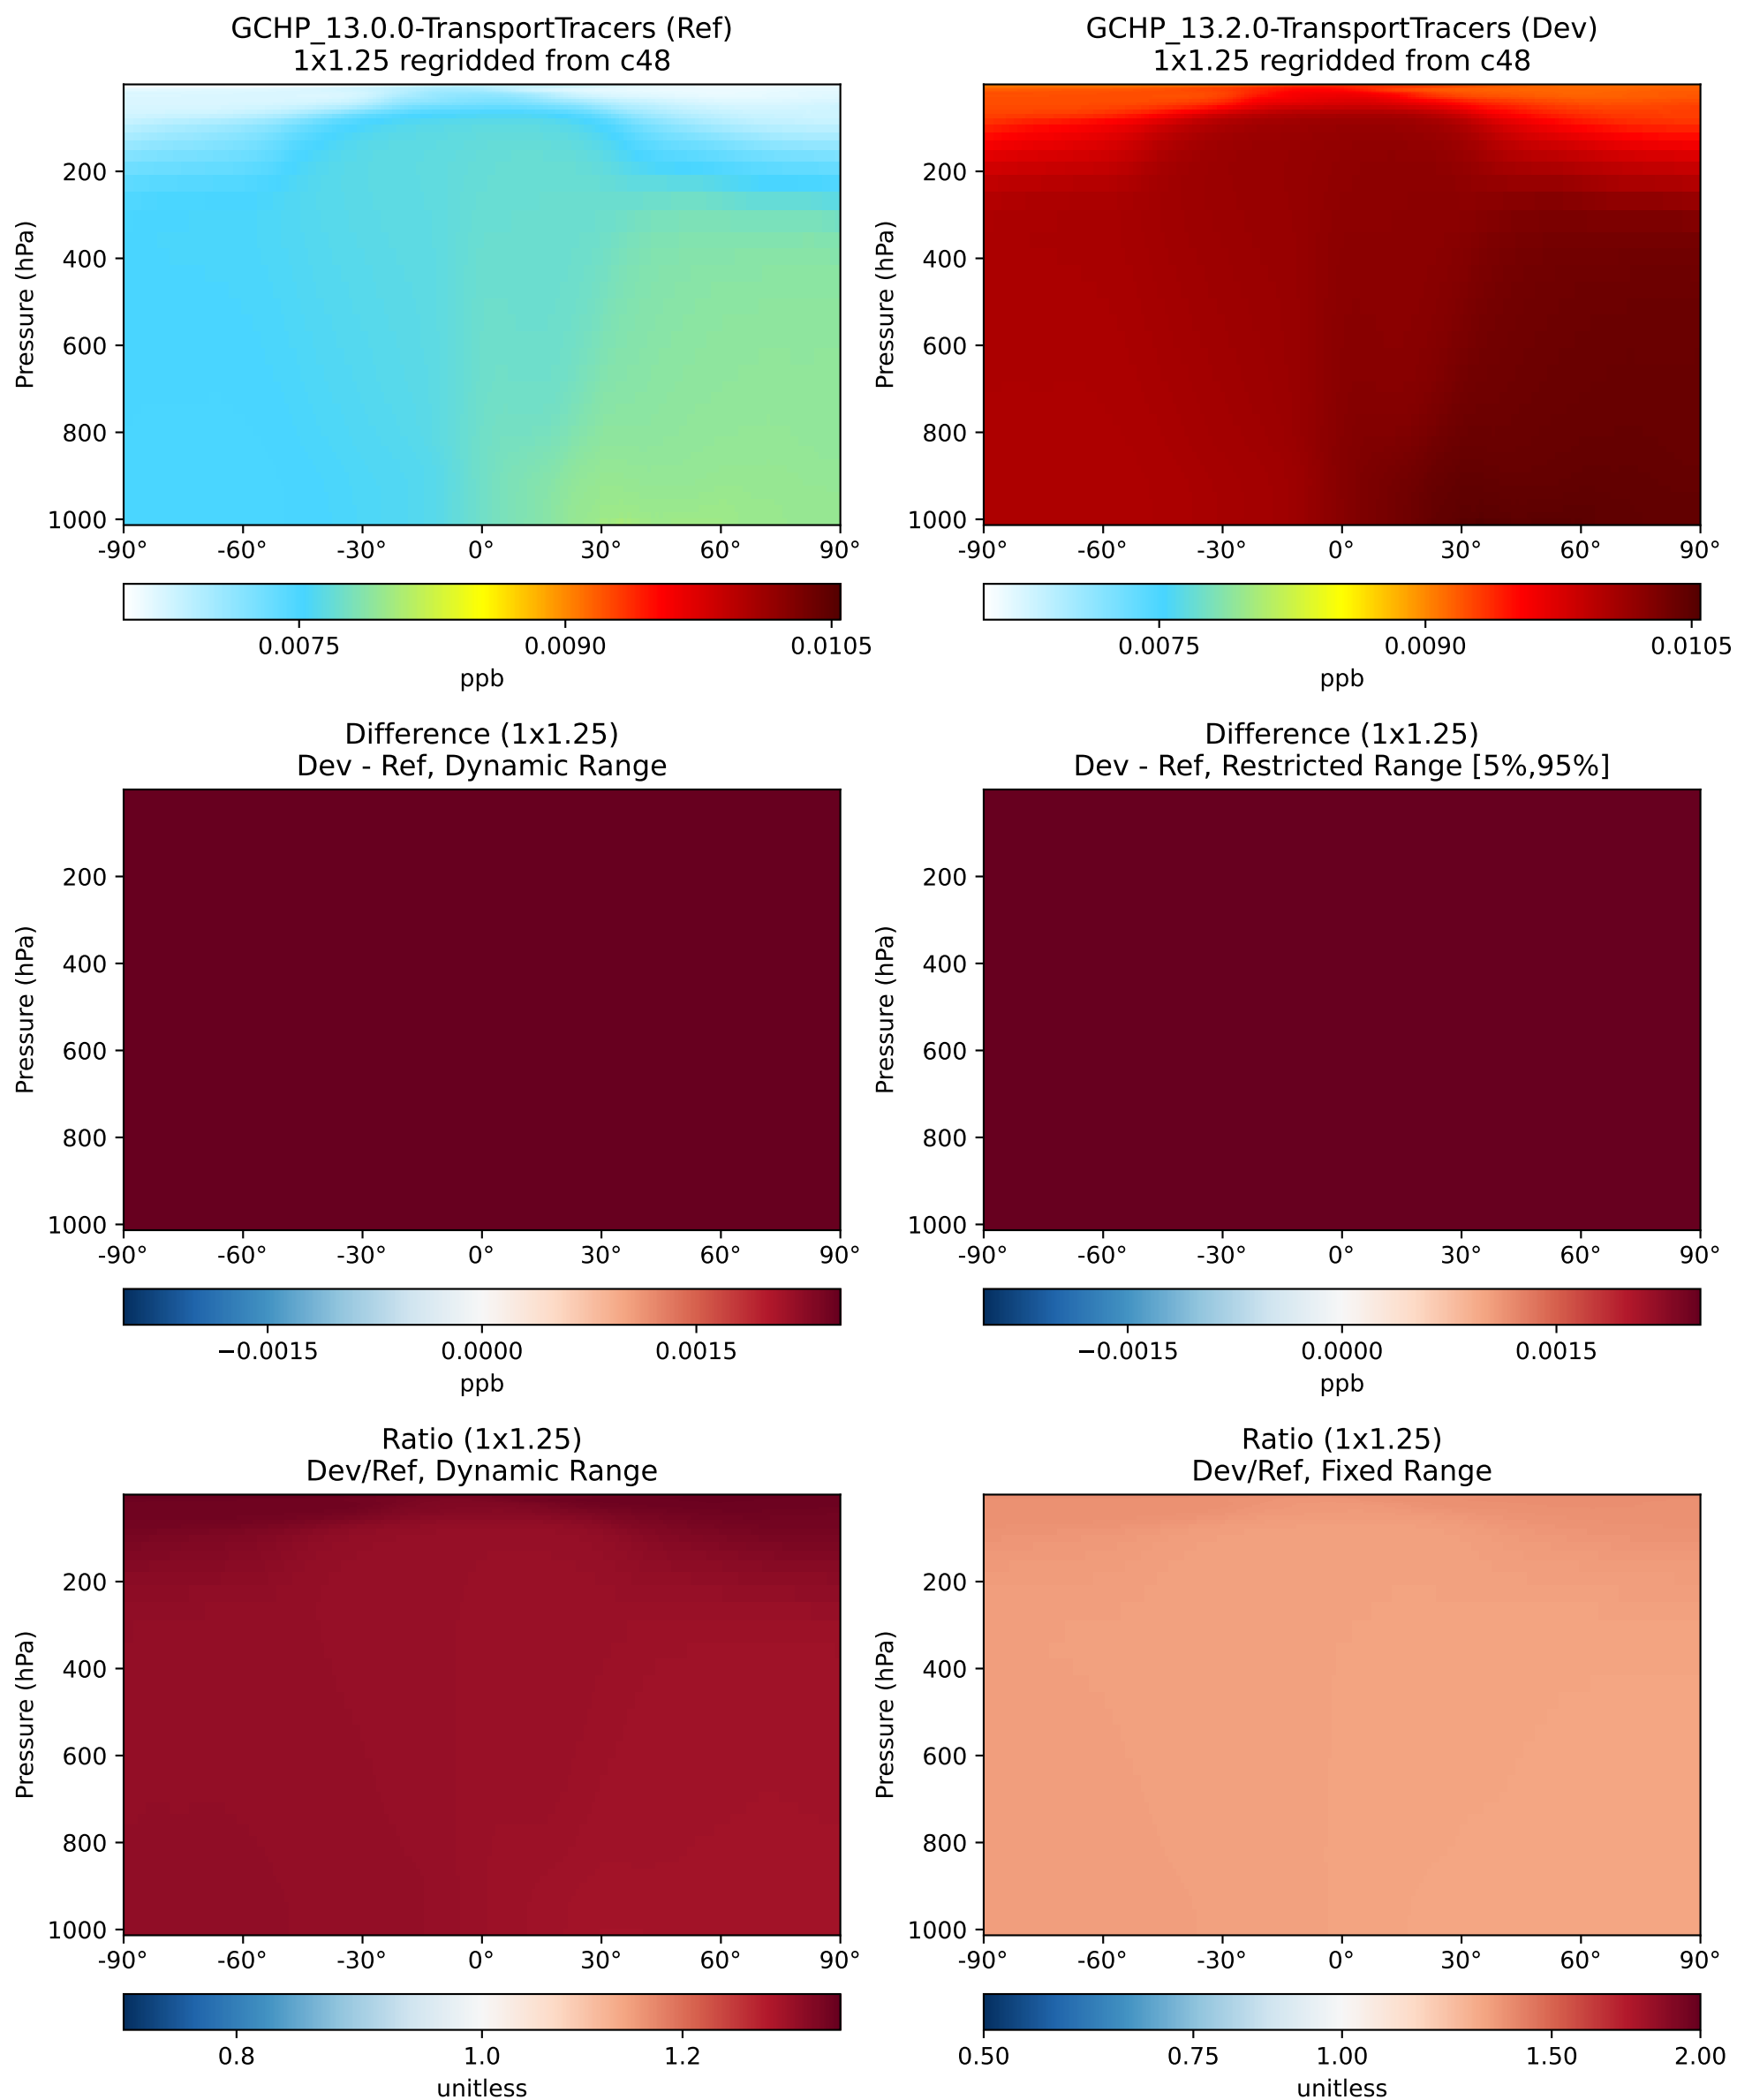 GCHP_13.0.0-TransportTracers (Ref)
1x1.25 regridded from c48
Pressure (hPa)
200
400
600
800
1000
-90° -60° -30° 0° 30° 60° 90°
0.0075 0.0090 0.0105
ppb
GCHP_13.2.0-TransportTracers (Dev)
1x1.25 regridded from c48
Pressure (hPa)
200
400
600
800
1000
-90° -60° -30° 0° 30° 60° 90°
0.0075 0.0090 0.0105
ppb
Difference (1x1.25)
Dev - Ref, Dynamic Range
Pressure (hPa)
200
400
600
800
1000
-90° -60° -30° 0° 30° 60° 90°
−0.0015 0.0000 0.0015
ppb
Difference (1x1.25)
Dev - Ref, Restricted Range [5%,95%]
Pressure (hPa)
200
400
600
800
1000
-90° -60° -30° 0° 30° 60° 90°
−0.0015 0.0000 0.0015
ppb
Ratio (1x1.25)
Dev/Ref, Dynamic Range
Pressure (hPa)
200
400
600
800
1000
-90° -60° -30° 0° 30° 60° 90°
0.8 1.0 1.2
unitless
Ratio (1x1.25)
Dev/Ref, Fixed Range
Pressure (hPa)
200
400
600
800
1000
-90° -60° -30° 0° 30° 60° 90°
0.50 0.75 1.00 1.50 2.00
unitless